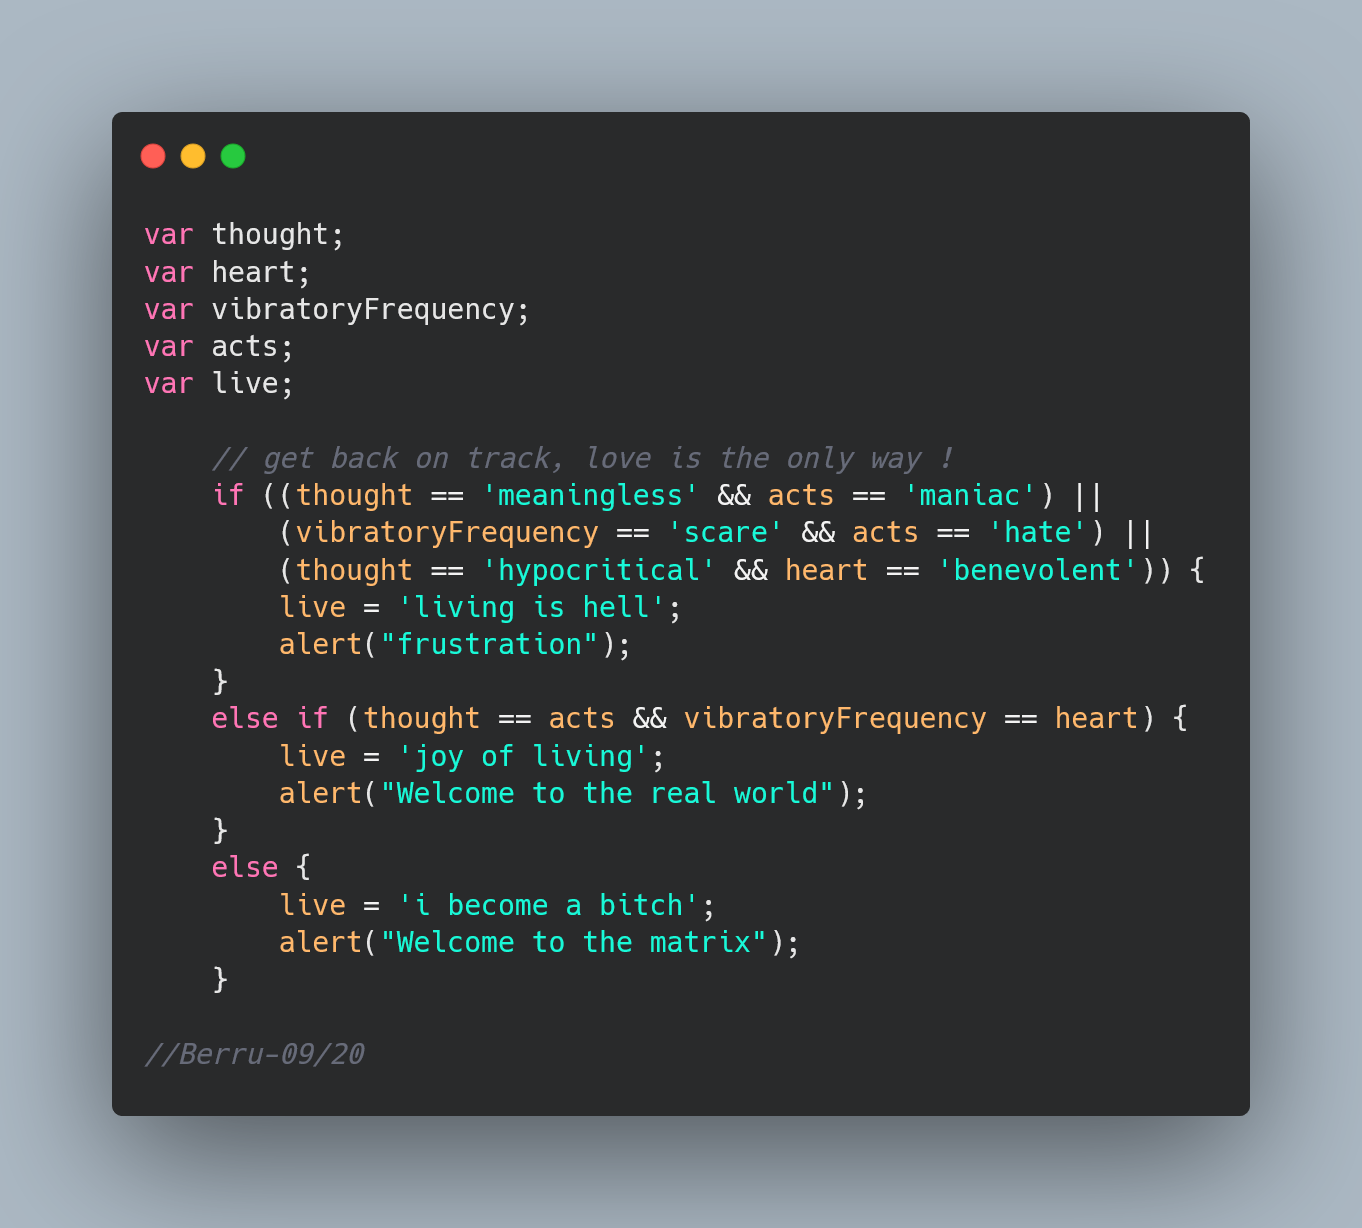 var thought;
var heart;
var vibratoryFrequency;
var acts;
var live;

    // get back on track, love is the only way !
    if ((thought == 'meaningless' && acts == 'maniac') ||
        (vibratoryFrequency == 'scare' && acts == 'hate') ||
        (thought == 'hypocritical' && heart == 'benevolent')) {
        live = 'living is hell';
        alert("frustration");
    }
    else if (thought == acts && vibratoryFrequency == heart) {
        live = 'joy of living';
        alert("Welcome to the real world");
    }
    else {
        live = 'i become a bitch';
        alert("Welcome to the matrix");
    }

//Berru-09/20